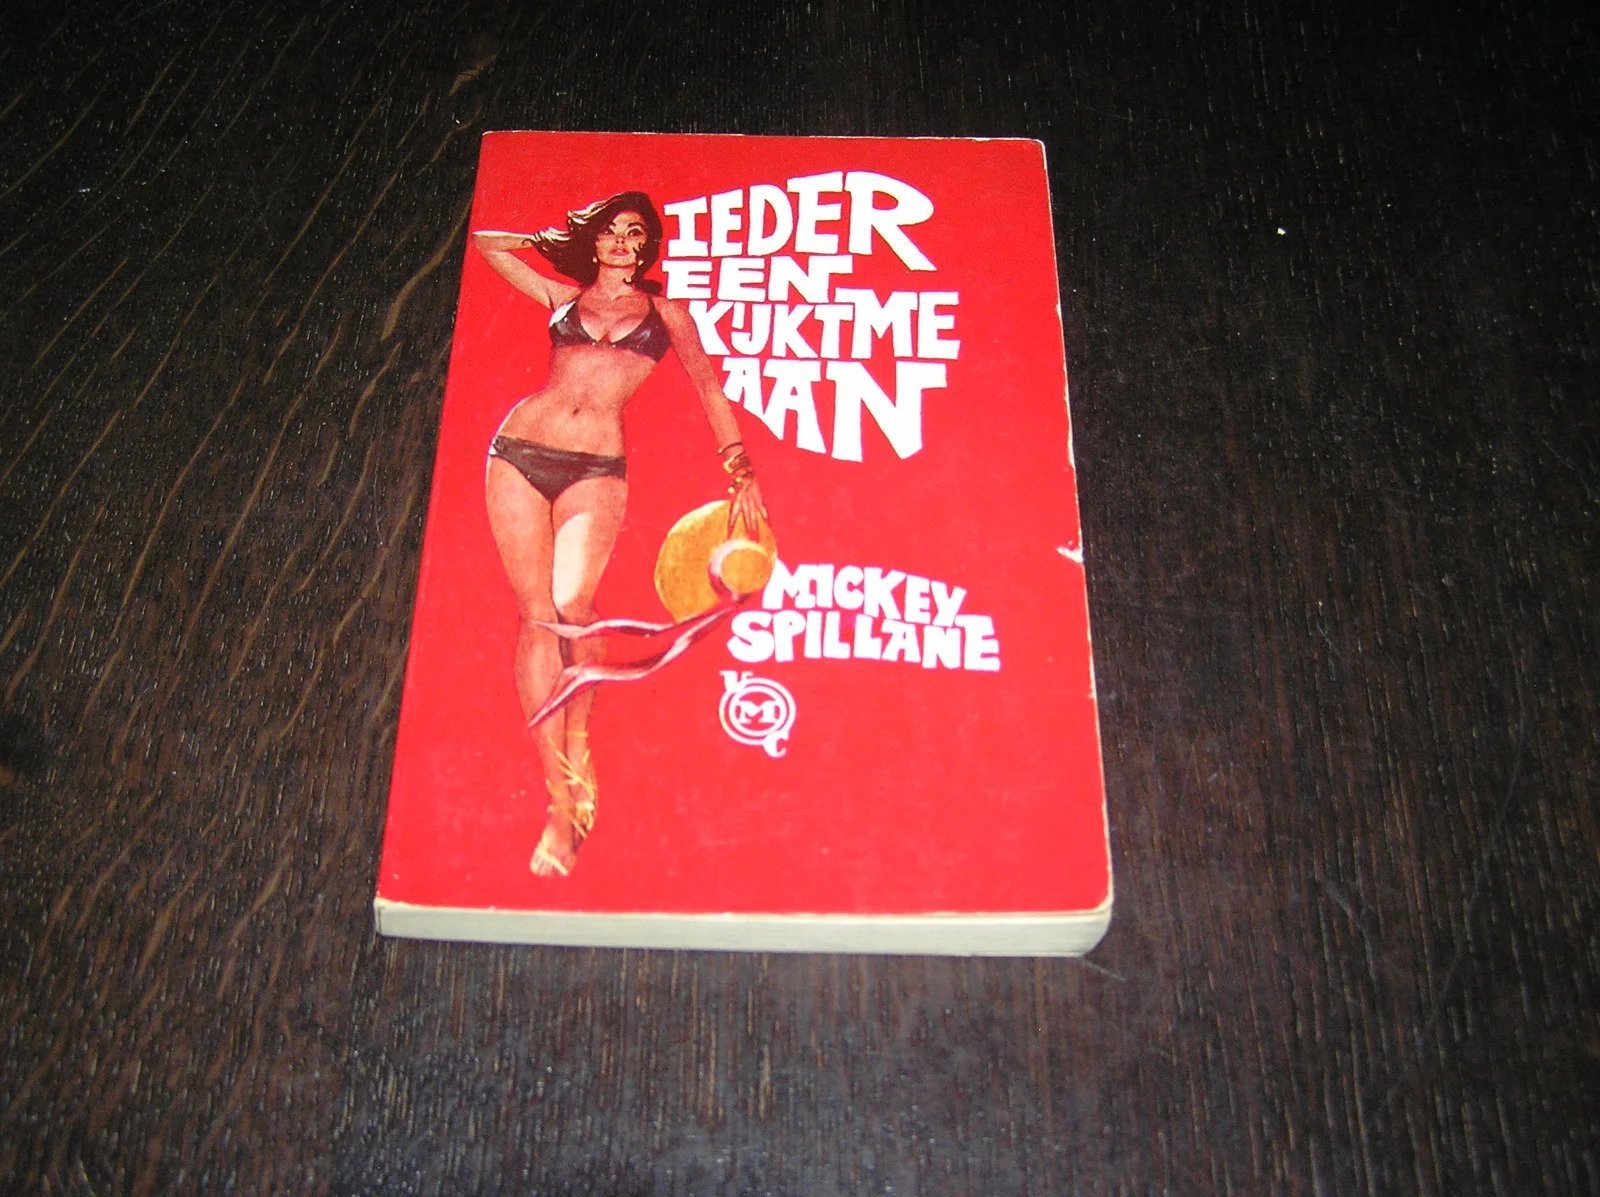 IEDER
EEN
KIJKT ME
AAN
MICKEY
SPILLANE
V
M
C